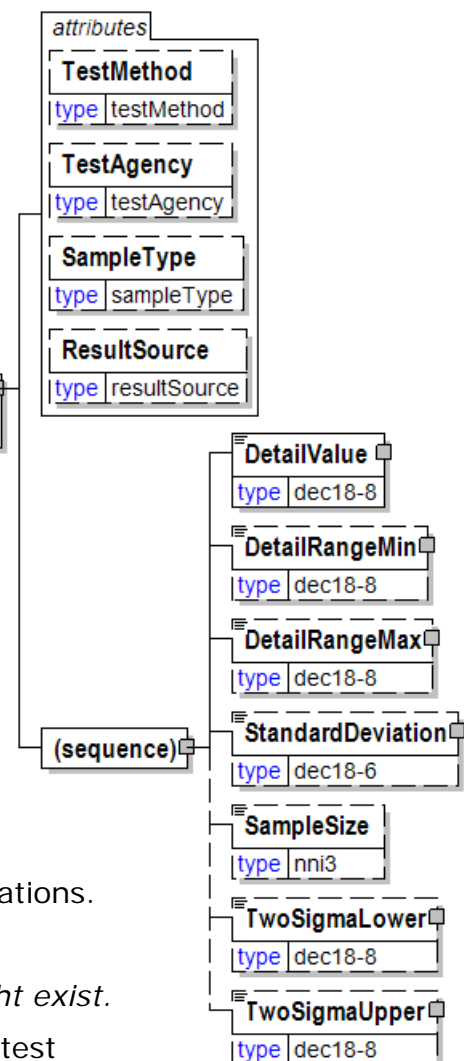 attributes
TestMethod
type testMethod
TestAgency
type testAgency
SampleType
type sampleType
ResultSource
type resultSource
DetailValue
type dec18-8
DetailRangeMin
type dec18-8
DetailRangeMax
type dec18-8
(sequence)
StandardDeviation
type dec18-6
SampleSize
type nni3
TwoSigmaLower
type dec18-8
TwoSigmaUpper
type dec18-8
ations.
ht exist.
test